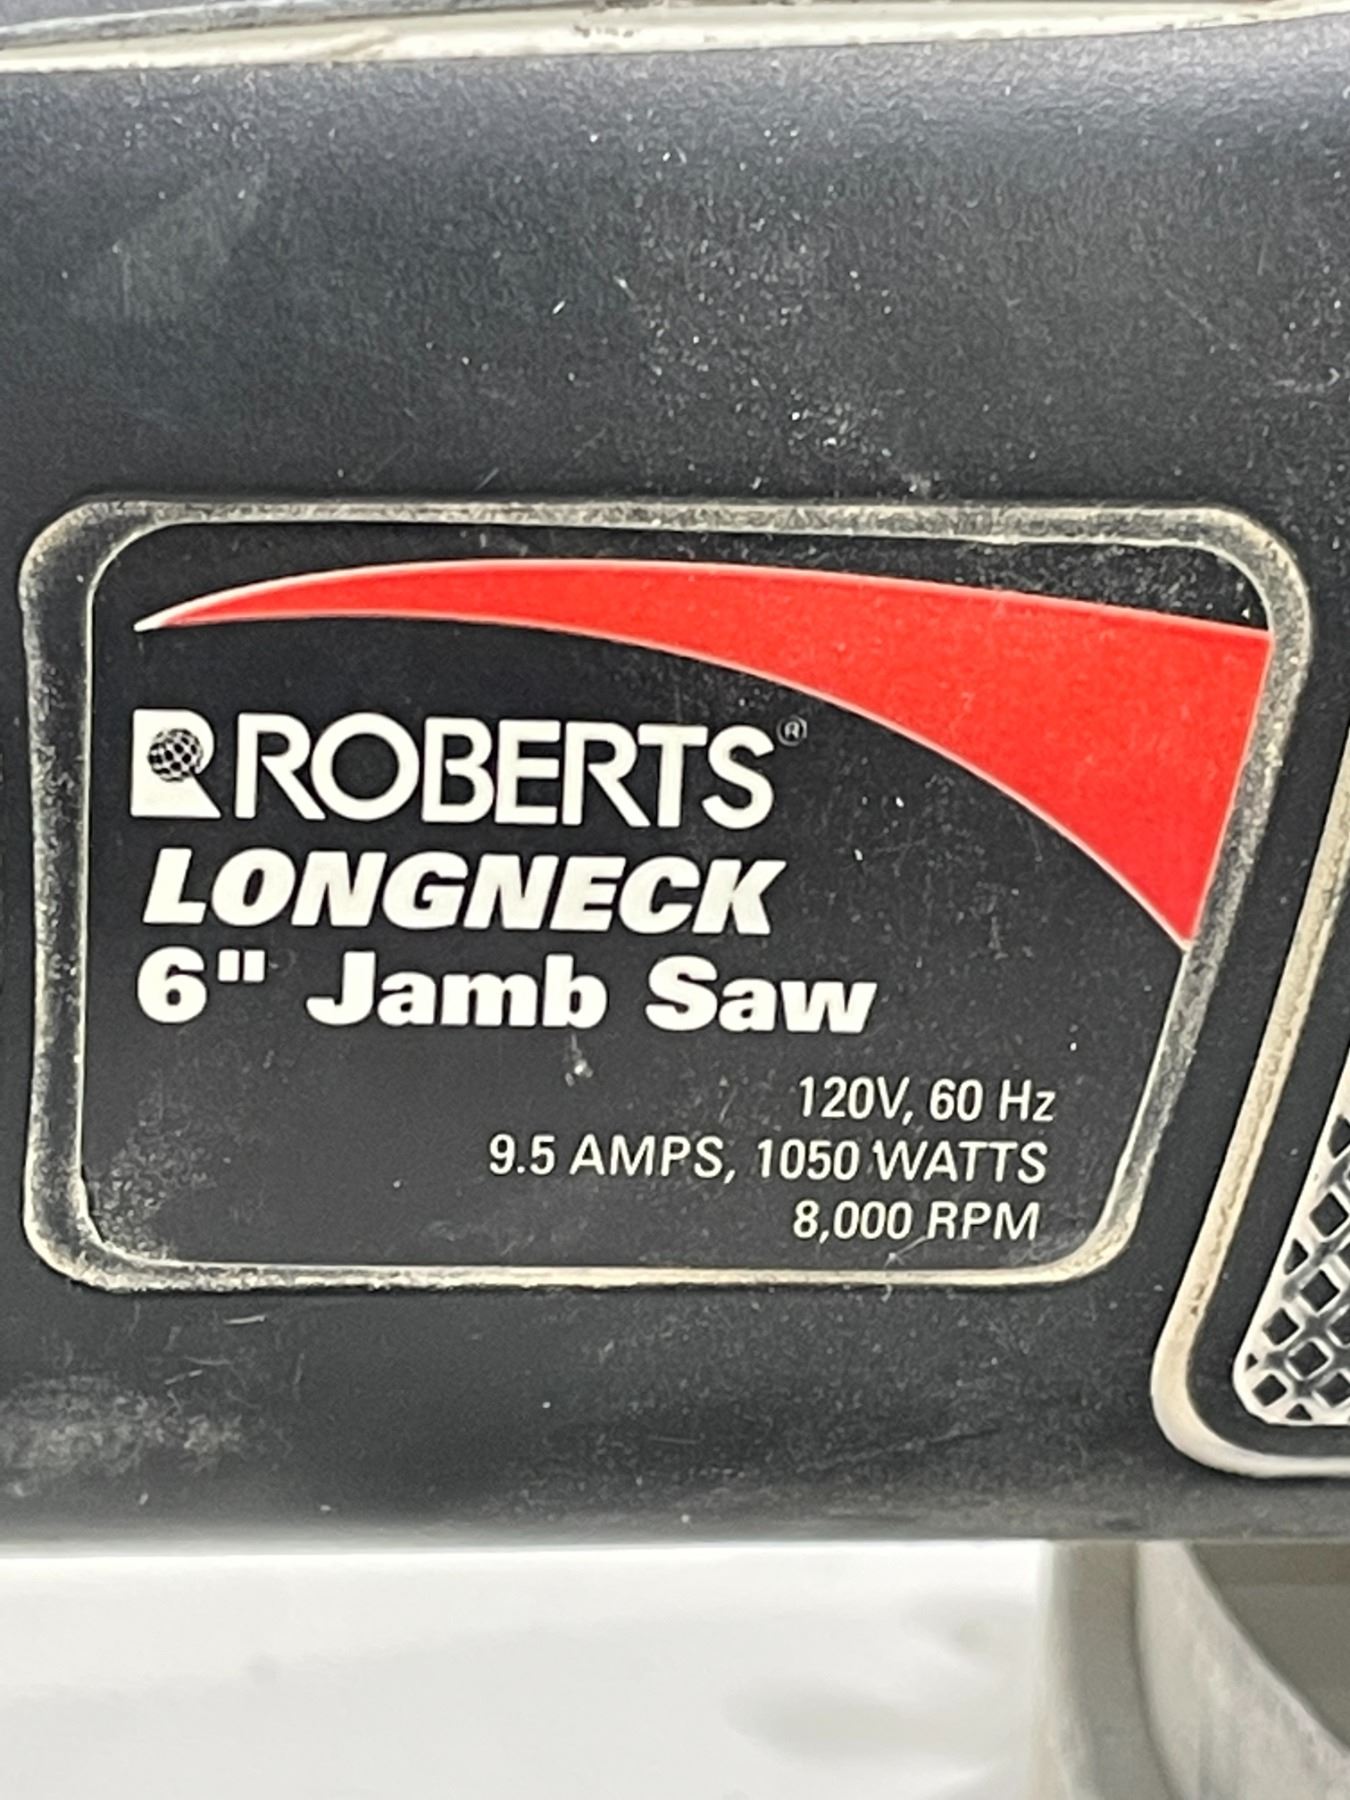 ROBERTS®
LONGNECK
6" Jamb Saw
120V, 60 Hz
9.5 AMPS, 1050 WATTS
8,000 RPM